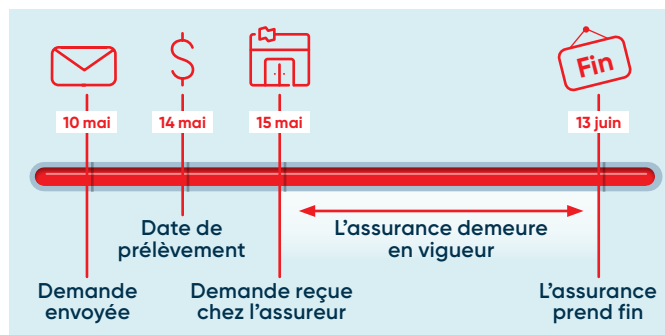 $
Fin
10 mai
14 mai
15 mai
13 juin
Date de
prélèvement
L'assurance demeure
en vigueur
Demande
envoyée
Demande reçue
chez l'assureur
L'assurance
prend fin